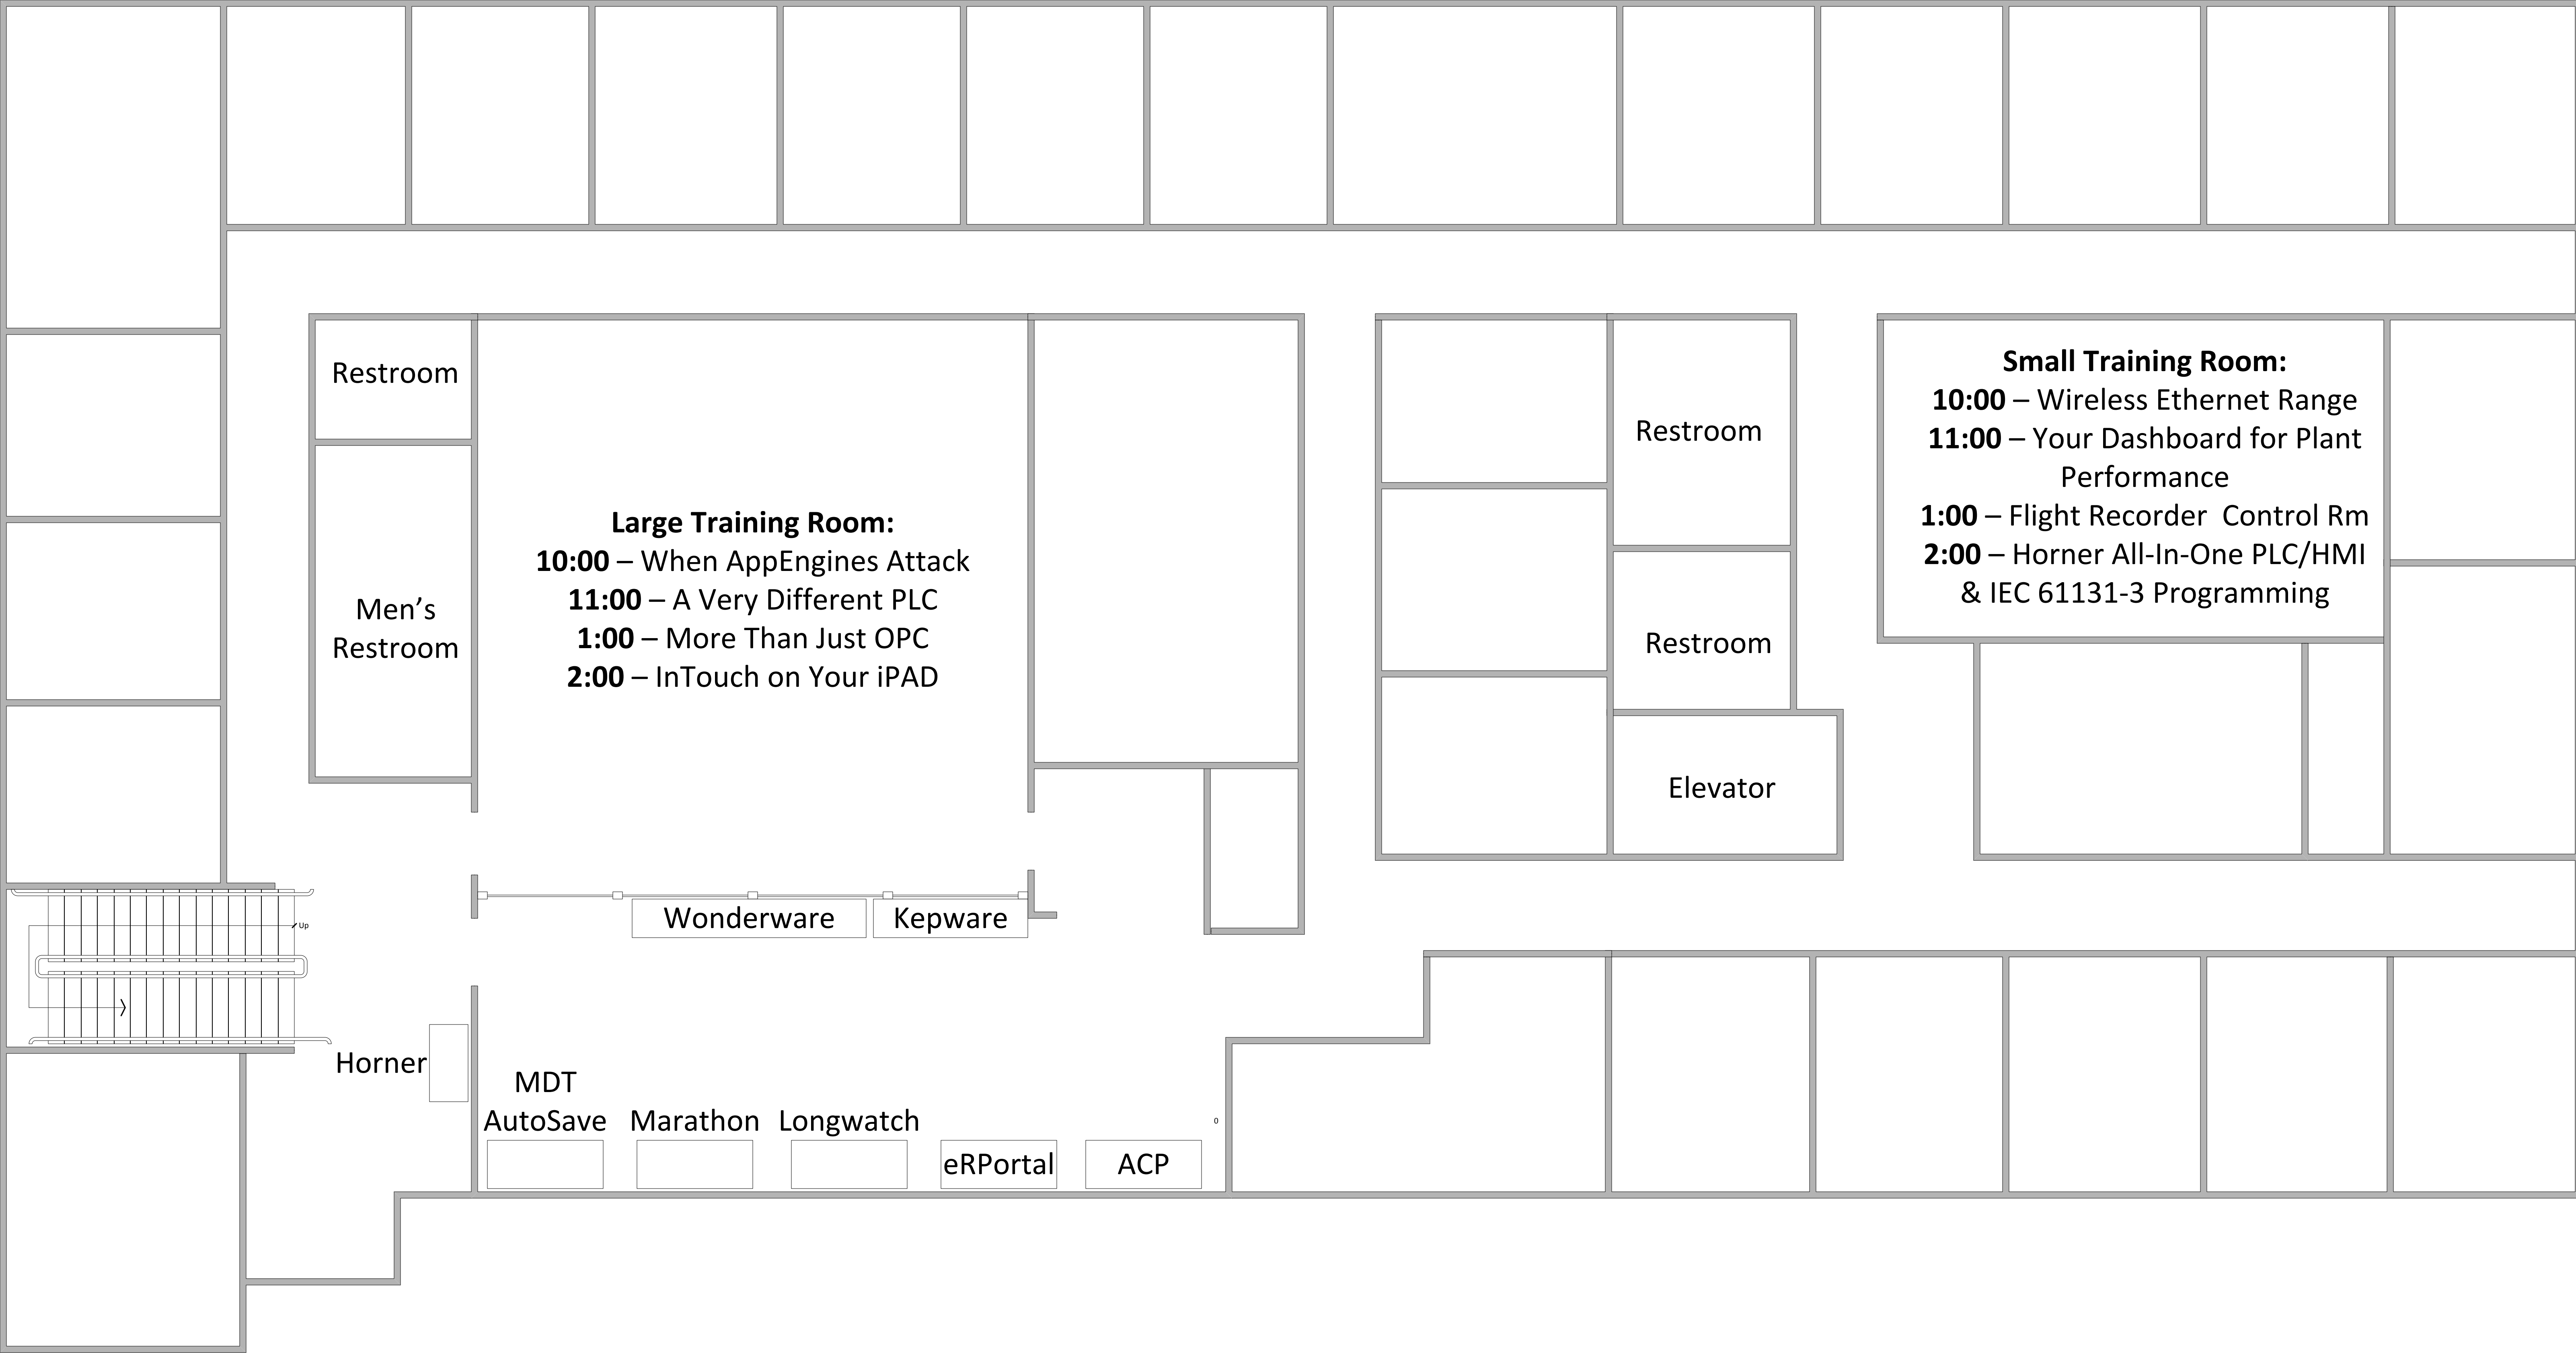 Restroom
Men’s
Restroom
Large Training Room:
10:00 – When AppEngines Attack
11:00 – A Very Different PLC
1:00 – More Than Just OPC
2:00 – InTouch on Your iPAD
Restroom
Restroom
Elevator
Small Training Room:
10:00 – Wireless Ethernet Range
11:00 – Your Dashboard for Plant
Performance
1:00 – Flight Recorder  Control Rm
2:00 – Horner All-In-One PLC/HMI
& IEC 61131-3 Programming
Wonderware
Kepware
Up
Horner
MDT
AutoSave
Marathon
Longwatch
0
eRPortal
ACP